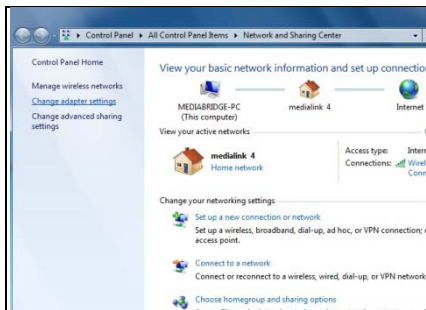 Control Panel ▸ All Control Panel Items ▸ Network and Sharing Center
Control Panel Home
Manage wireless networks
Change adapter settings
Change advanced sharing
settings
View your basic network information and set up connectio
MEDIABRIDGE-PC
(This computer)
medialink 4
Internet
View your active networks
medialink 4
Home network
Access type: Intern
Connections: Wirel
Conn
Change your networking settings
Set up a new connection or network
Set up a wireless, broadband, dial-up, ad hoc, or VPN connection;
access point.
Connect to a network
Connect or reconnect to a wireless, wired, dial-up, or VPN network
Choose homegroup and sharing options